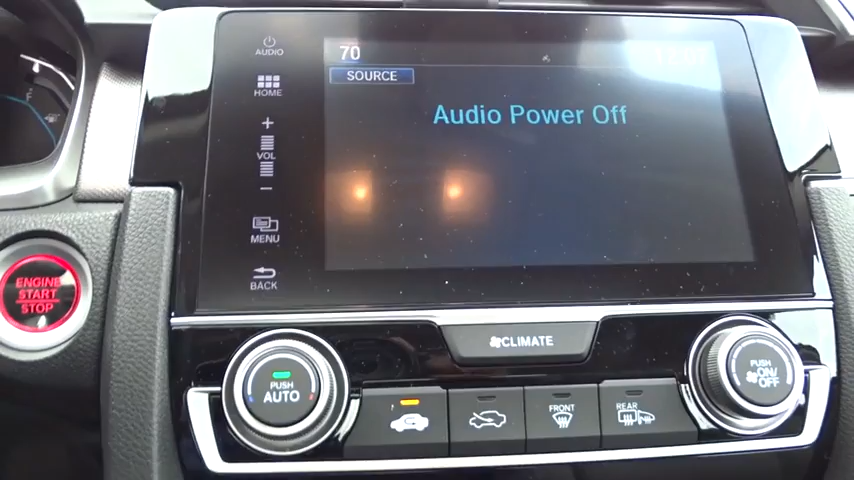 AUDIO
HOME
+
VOL
-
MENU
BACK
70
SOURCE
Audio Power Off
ENGINE
START
STOP
CLIMATE
PUSH
AUTO
FRONT
REAR
PUSH
ON/
OFF